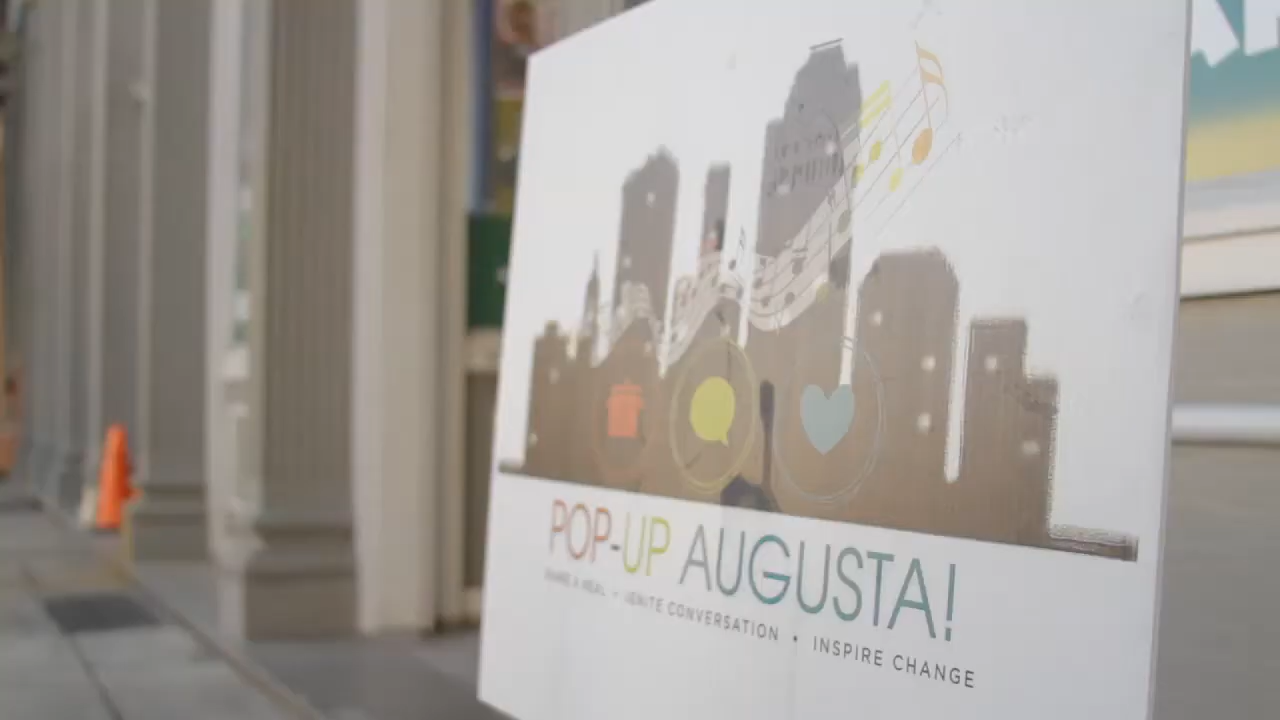 POP-UP AUGUSTA!
SHARE A MEAL • IGNITE CONVERSATION • INSPIRE CHANGE